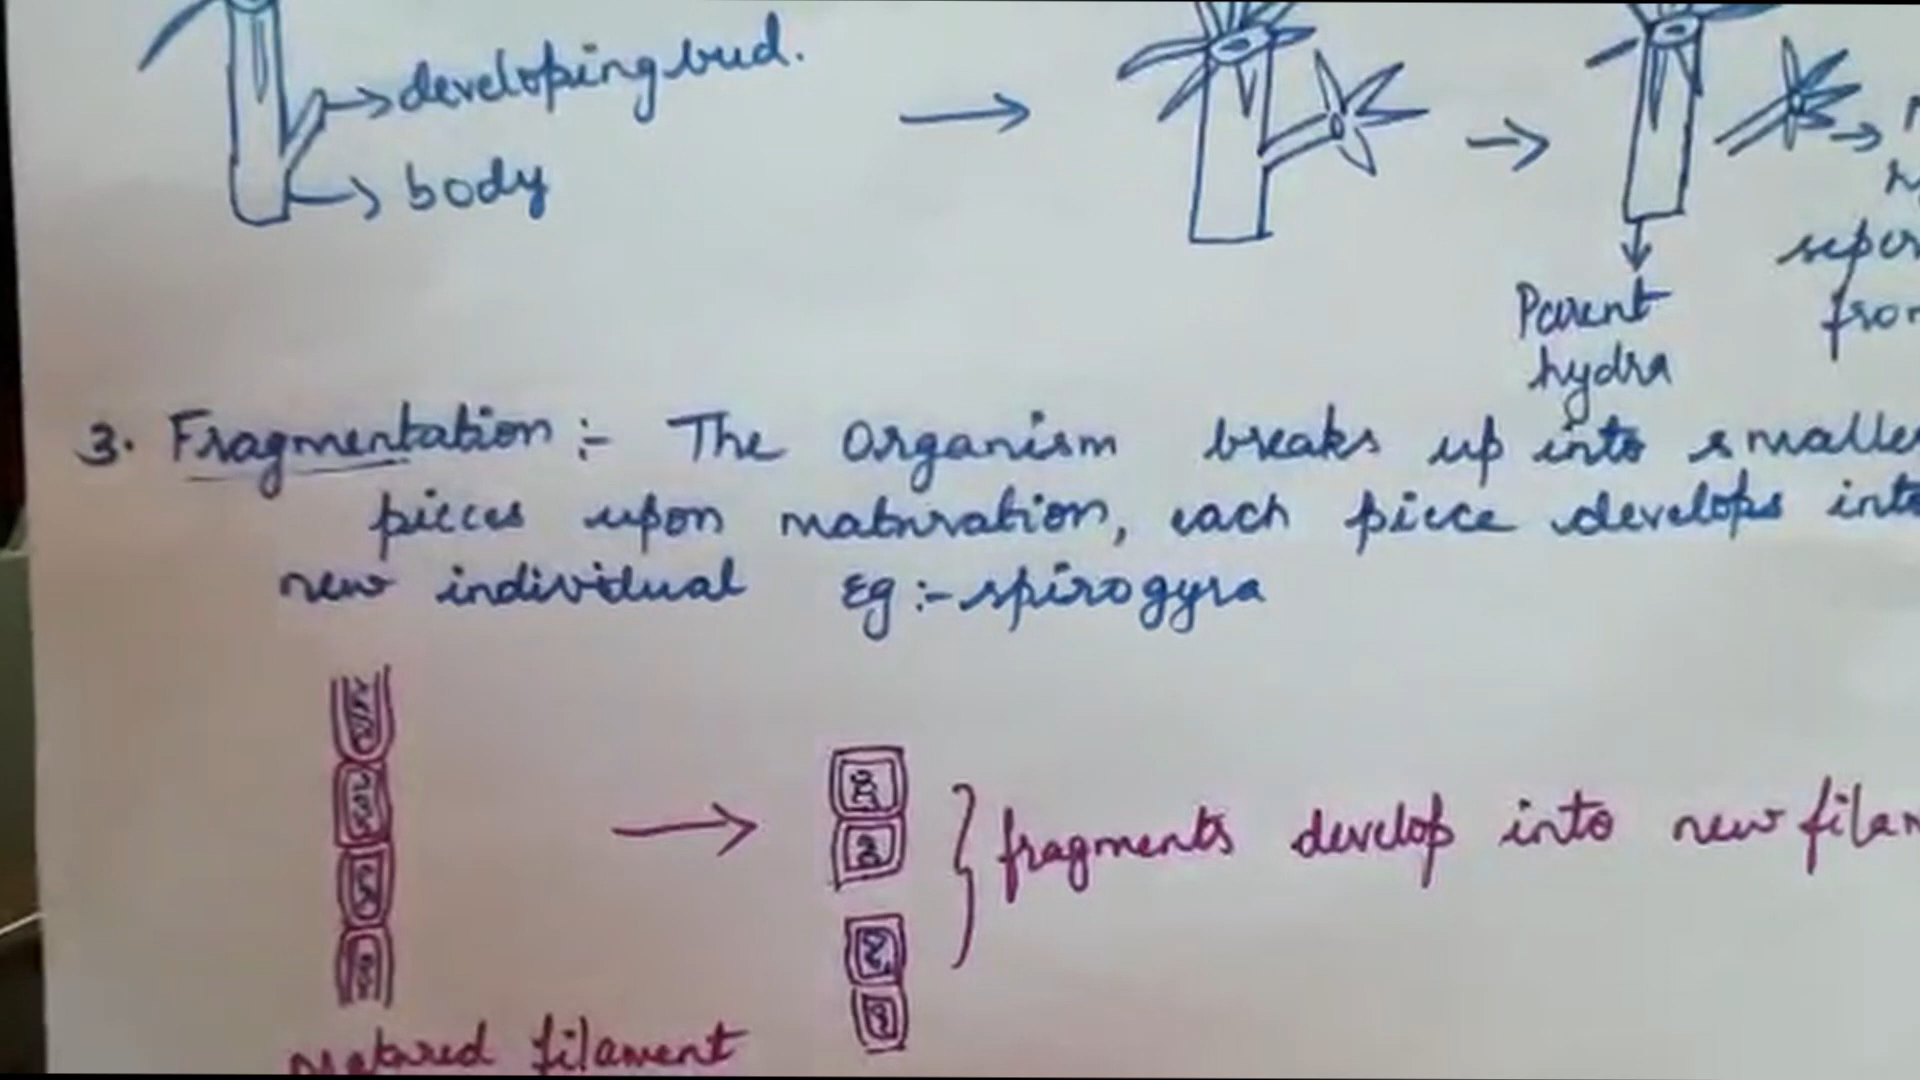 developing bud.
body
Parent
hydra
from
3. Fragmentation :- The Organism breaks up into smaller
pieces upon maturation, each piece develops into
new individual Eg :- spirogyra
fragments develop into new
matured filament